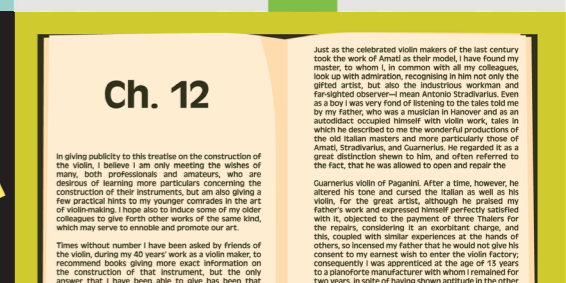 Ch. 12
In giving publicity to this treatise on the construction of
the violin, I believe I am only meeting the wishes of
many, both professionals and amateurs, who are
desirous of learning more particulars concerning the
construction of their instruments, but am also giving a
few practical hints to my younger comrades in the art
of violin-making. I hope also to induce some of my older
colleagues to give forth other works of the same kind,
which may serve to ennoble and promote our art.
Times without number I have been asked by friends of
the violin, during my 40 years' work as a violin maker, to
recommend books giving more exact information on
the construction of that instrument, but the only
answer that I have been able to give has been that
Just as the celebrated violin makers of the last century
took the work of Amati as their model, I have found my
master, to whom I, in common with all my colleagues,
look up with admiration, recognising in him not only the
gifted artist, but also the industrious workman and
far-sighted observer—I mean Antonio Stradivarius. Even
as a boy I was very fond of listening to the tales told me
by my father, who was a musician in Hanover and as an
autodidact occupied himself with violin work, tales in
which he described to me the wonderful productions of
the old Italian masters and more particularly those of
Amati, Stradivarius, and Guarnerius. He regarded it as a
great distinction shewn to him, and often referred to
the fact, that he was allowed to open and repair the
Guarnerius violin of Paganini. After a time, however, he
altered his tone and cursed the Italian as well as his
violin, for the great artist, although he praised my
father's work and expressed himself perfectly satisfied
with it, objected to the payment of three Thalers for
the repairs, considering it an exorbitant charge, and
this, coupled with similar experiences at the hands of
others, so incensed my father that he would not give his
consent to my earnest wish to enter the violin factory;
consequently I was apprenticed at the age of 13 years
to a pianoforte manufacturer with whom I remained for
two years, in spite of having shown aptitude of the other